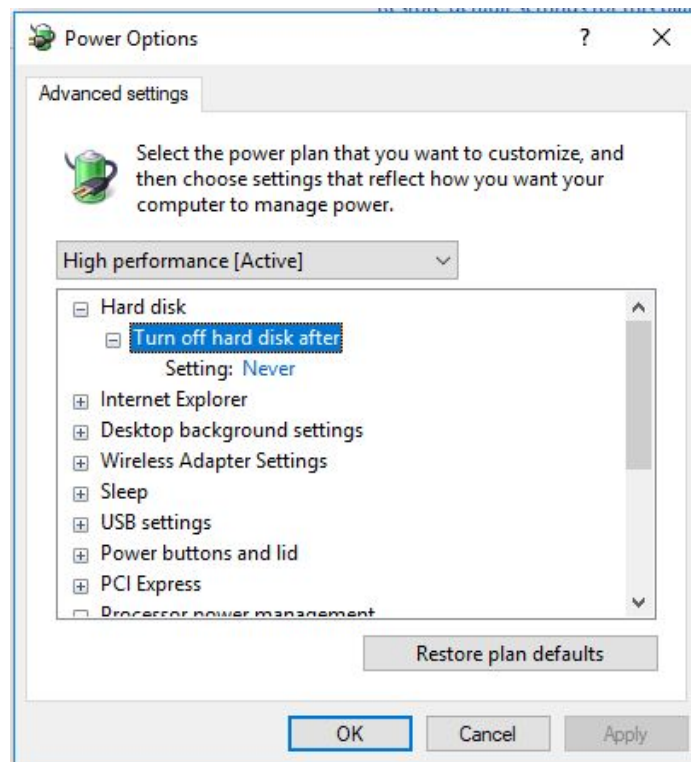 Power Options
Advanced settings
Select the power plan that you want to customize, and
then choose settings that reflect how you want your
computer to manage power.
High performance [Active]
Hard disk
Turn off hard disk after
Setting: Never
Internet Explorer
Desktop background settings
Wireless Adapter Settings
Sleep
USB settings
Power buttons and lid
PCI Express
Processor power management
Restore plan defaults
OK Cancel Apply